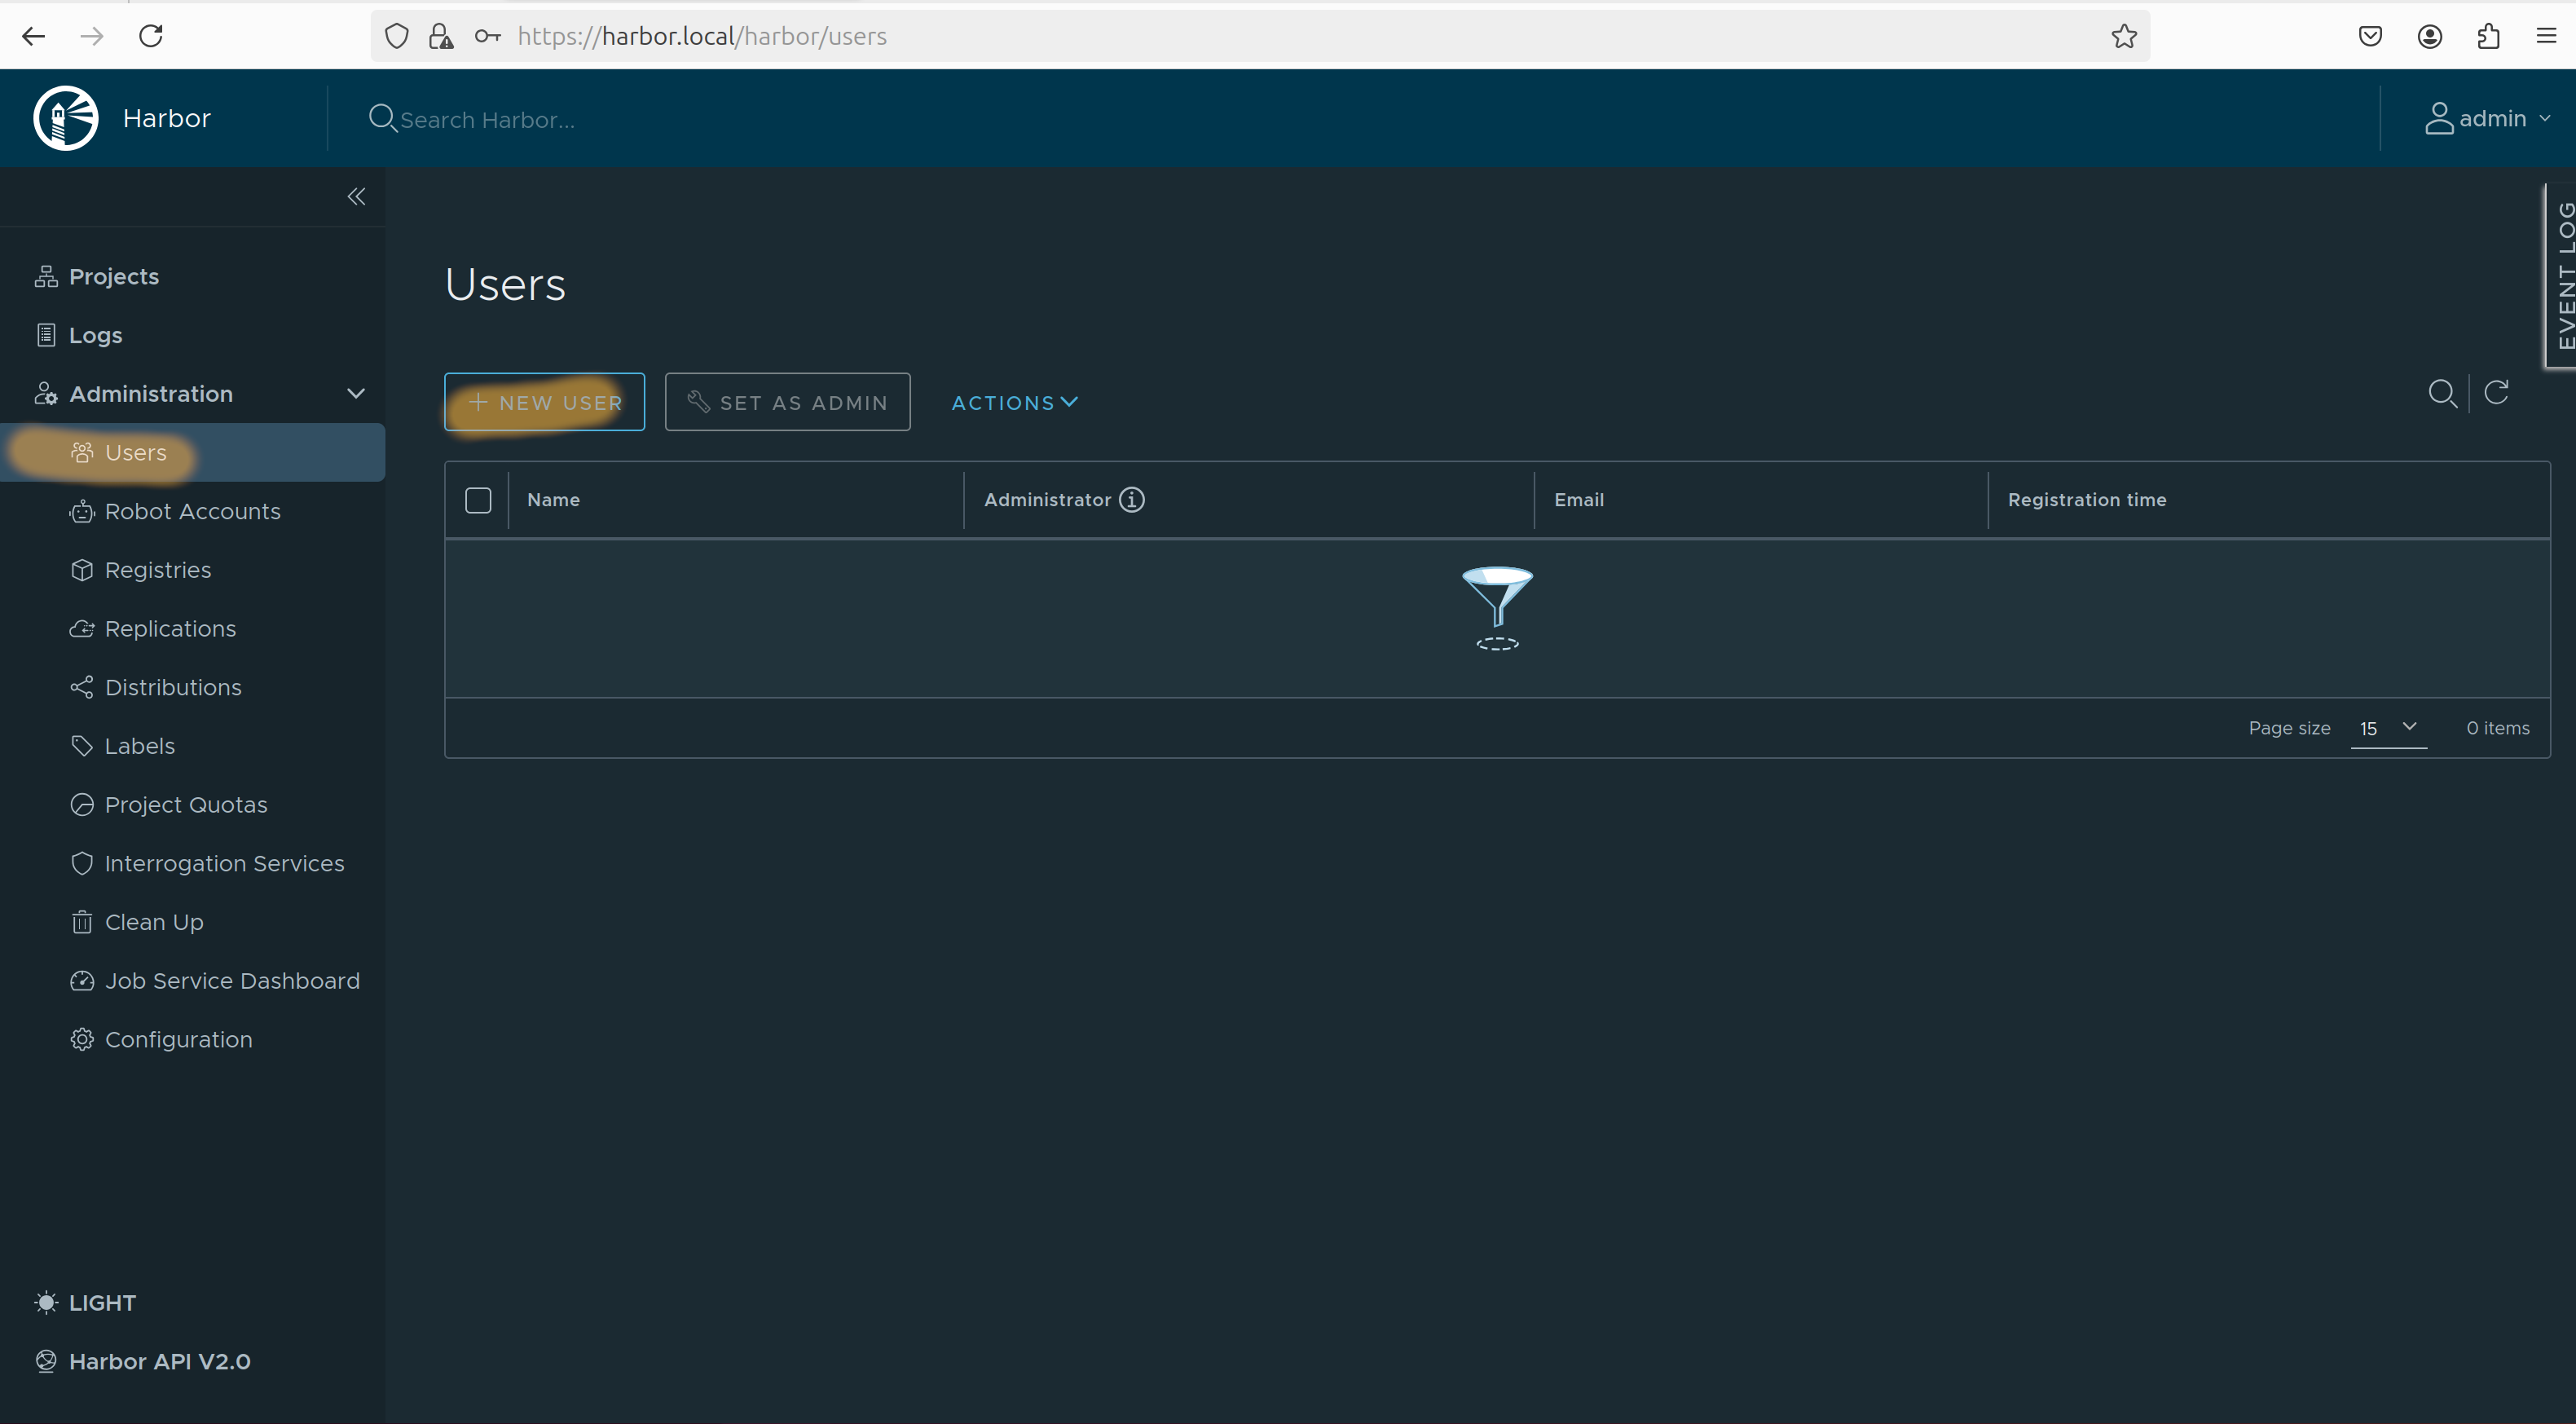 https://harbor.local/harbor/users
Harbor
Search Harbor...
admin
EVENT LOG
Projects
Logs
Administration
Users
Robot Accounts
Registries
Replications
Distributions
Labels
Project Quotas
Interrogation Services
Clean Up
Job Service Dashboard
Configuration
LIGHT
Harbor API V2.0
Users
NEW USER
SET AS ADMIN
ACTIONS
Name Administrator Email Registration time
Page size 15 0 items